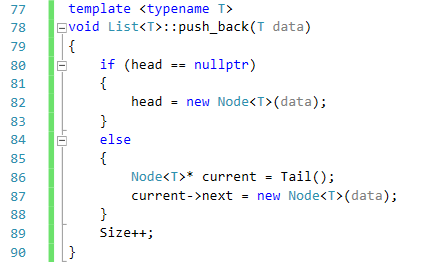 77 template <typename T>
78 void List<T>::push_back(T data)
79 {
80     if (head == nullptr)
81     {
82         head = new Node<T>(data);
83     }
84     else
85     {
86         Node<T>* current = Tail();
87         current->next = new Node<T>(data);
88     }
89     Size++;
90 }